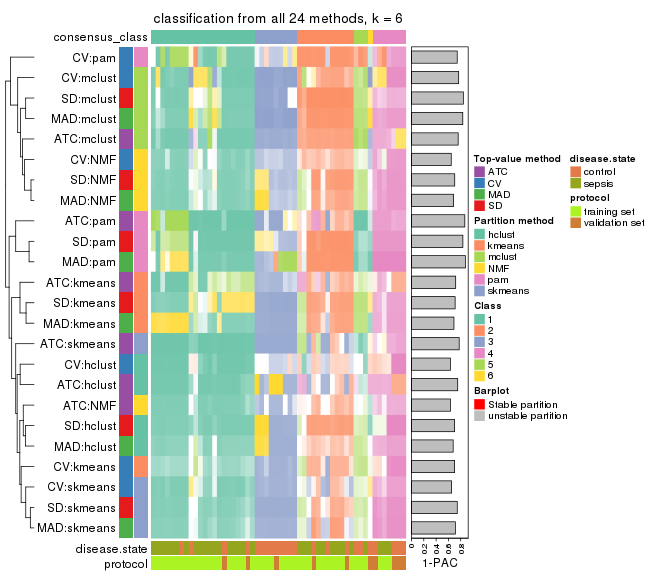 classification from all 24 methods, k = 6
consensus_class
CV:pam
CV:mclust
SD:mclust
MAD:mclust
ATC:mclust
CV:NMF
SD:NMF
MAD:NMF
ATC:pam
SD:pam
MAD:pam
ATC:kmeans
SD:kmeans
MAD:kmeans
ATC:skmeans
CV:hclust
ATC:hclust
ATC:NMF
SD:hclust
MAD:hclust
CV:kmeans
CV:skmeans
SD:skmeans
MAD:skmeans
disease.state
protocol
0 0.2 0.4 0.6 0.8
1-PAC
Top-value method
ATC
CV
MAD
SD
Partition method
hclust
kmeans
mclust
NMF
pam
skmeans
Class
1
2
3
4
5
6
Barplot
Stable partition
unstable partition
disease.state
control
sepsis
protocol
training set
validation set